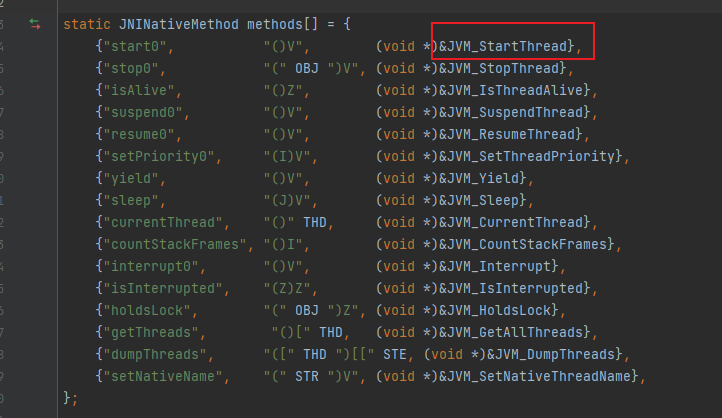 static JNINativeMethod methods[] = {
    {"start0",           "()V",        (void *)&JVM_StartThread},
    {"stop0",            "(" OBJ ")V", (void *)&JVM_StopThread},
    {"isAlive",          "()Z",        (void *)&JVM_IsThreadAlive},
    {"suspend0",         "()V",        (void *)&JVM_SuspendThread},
    {"resume0",          "()V",        (void *)&JVM_ResumeThread},
    {"setPriority0",     "(I)V",       (void *)&JVM_SetThreadPriority},
    {"yield",            "()V",        (void *)&JVM_Yield},
    {"sleep",            "(J)V",       (void *)&JVM_Sleep},
    {"currentThread",    "()" THD,     (void *)&JVM_CurrentThread},
    {"countStackFrames", "()I",        (void *)&JVM_CountStackFrames},
    {"interrupt0",       "()V",        (void *)&JVM_Interrupt},
    {"isInterrupted",    "(Z)Z",       (void *)&JVM_IsInterrupted},
    {"holdsLock",        "(" OBJ ")Z", (void *)&JVM_HoldsLock},
    {"getThreads",        "()[" THD,   (void *)&JVM_GetAllThreads},
    {"dumpThreads",      "([" THD ")[[" STE, (void *)&JVM_DumpThreads},
    {"setNativeName",    "(" STR ")V", (void *)&JVM_SetNativeThreadName},
};